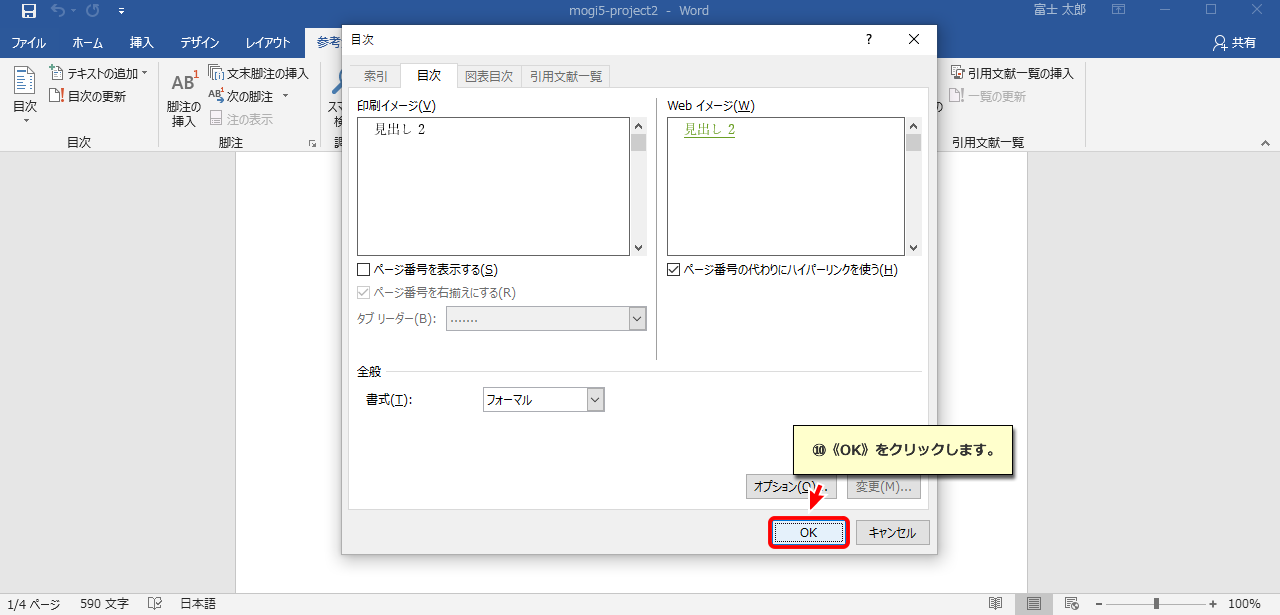 mogi5-project2 - Word
富士 太郎
ファイル ホーム 挿入 デザイン レイアウト 参考
共有
目次
テキストの追加
目次の更新
目次
AB1
脚注の
挿入
文末脚注の挿入
AB1 次の脚注
注の表示
脚注
スマ
検
調
の
引用文献一覧の挿入
一覧の更新
引用文献一覧
目次
?
索引 目次 図表目次 引用文献一覧
印刷イメージ(V)
見出し 2
ページ番号を表示する(S)
ページ番号を右揃えにする(R)
タブ リーダー(B): .......
Web イメージ(W)
見出し 2
ページ番号の代わりにハイパーリンクを使う(H)
全般
書式(T): フォーマル
⑩《OK》をクリックします。
オプション(O)... 変更(M)...
OK キャンセル
1/4 ページ 590 文字 日本語
100%